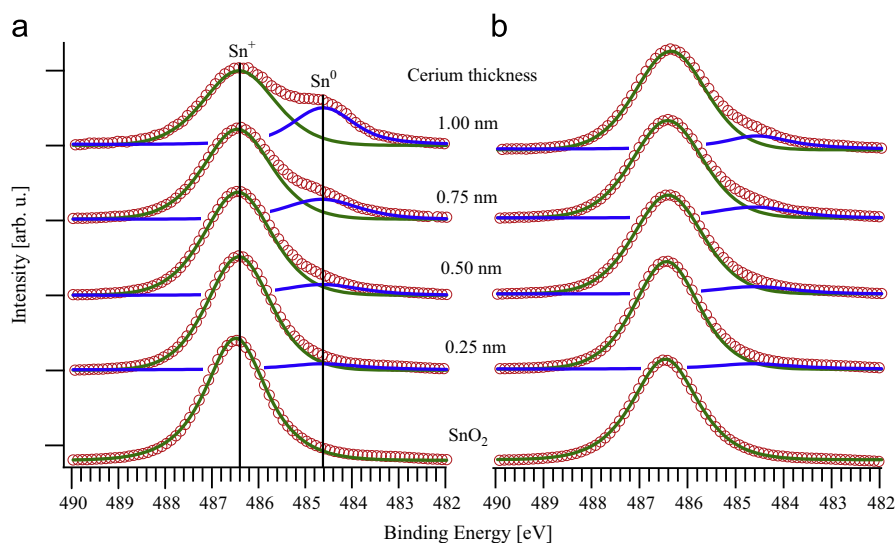 a
b
Sn⁺
Sn⁰
Cerium thickness
1.00 nm
0.75 nm
0.50 nm
0.25 nm
SnO₂
Intensity [arb. u.]
490 489 488 487 486 485 484 483 482
490 489 488 487 486 485 484 483 482
Binding Energy [eV]